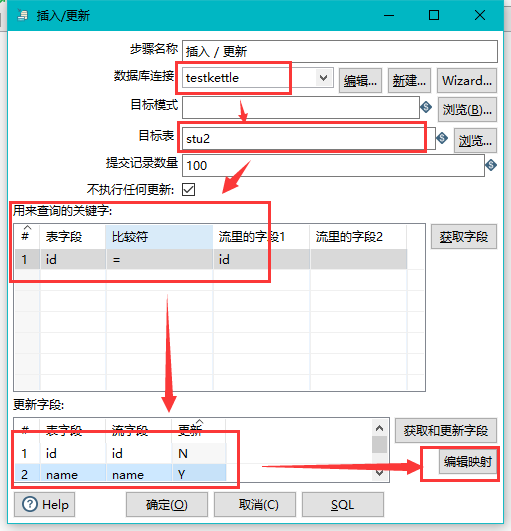 插入/更新
步骤名称 插入 / 更新
数据库连接 testkettle 编辑... 新建... Wizard...
目标模式 浏览(B)...
目标表 stu2 浏览...
提交记录数量 100
不执行任何更新:
用来查询的关键字:
# 表字段 比较符 流里的字段1 流里的字段2 获取字段
1 id = id
更新字段:
# 表字段 流字段 更新 获取和更新字段
1 id id N 编辑映射
2 name name Y
Help 确定(O) 取消(C) SQL